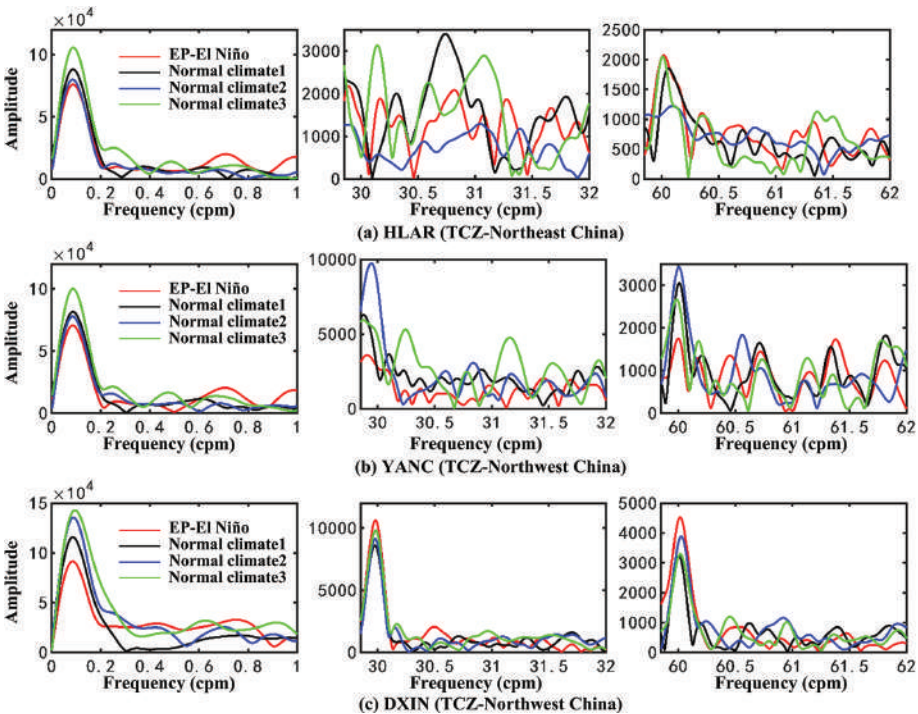 ×10⁴
10
5
0
Amplitude
EP-El Niño
Normal climate1
Normal climate2
Normal climate3
0 0.2 0.4 0.6 0.8 1
Frequency (cpm)
3000
2000
1000
0
30 30.5 31 31.5 32
Frequency (cpm)
2500
2000
1500
1000
500
0
60 60.5 61 61.5 62
Frequency (cpm)
(a) HLAR (TCZ-Northeast China)
×10⁴
10
5
0
Amplitude
EP-El Niño
Normal climate1
Normal climate2
Normal climate3
0 0.2 0.4 0.6 0.8 1
Frequency (cpm)
10000
5000
0
30 30.5 31 31.5 32
Frequency (cpm)
3000
2000
1000
0
60 60.5 61 61.5 62
Frequency (cpm)
(b) YANC (TCZ-Northwest China)
×10⁴
15
10
5
0
Amplitude
EP-El Niño
Normal climate1
Normal climate2
Normal climate3
0 0.2 0.4 0.6 0.8 1
Frequency (cpm)
10000
5000
0
30 30.5 31 31.5 32
Frequency (cpm)
5000
4000
3000
2000
1000
0
60 60.5 61 61.5 62
Frequency (cpm)
(c) DXIN (TCZ-Northwest China)